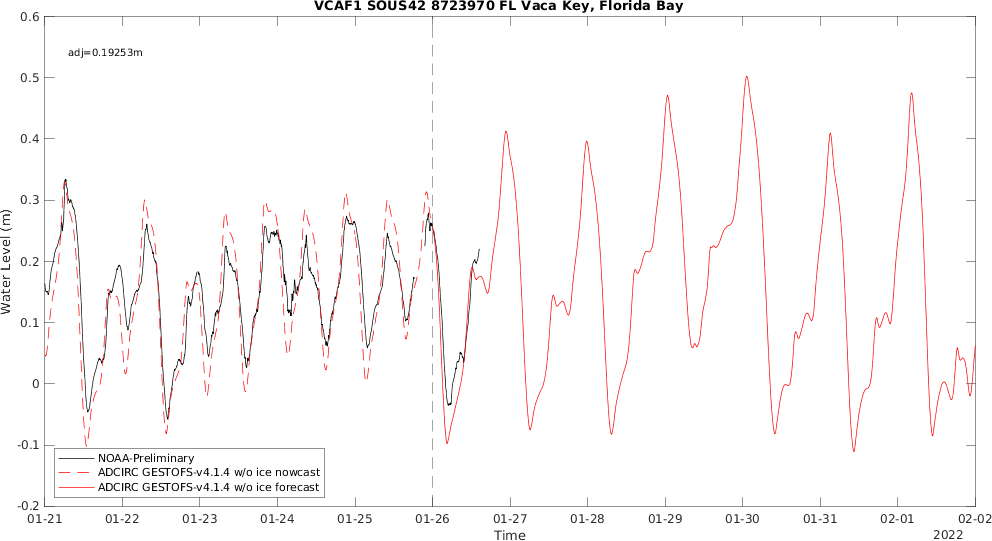 VCAF1 SOUS42 8723970 FL Vaca Key, Florida Bay
0.6
adj=0.19253m
0.5
0.4
0.3
0.2
0.1
0
-0.1
-0.2
Water Level (m)
NOAA-Preliminary
ADCIRC GESTOFS-v4.1.4 w/o ice nowcast
ADCIRC GESTOFS-v4.1.4 w/o ice forecast
01-21 01-22 01-23 01-24 01-25 01-26 01-27 01-28 01-29 01-30 01-31 02-01 02-02
Time
2022